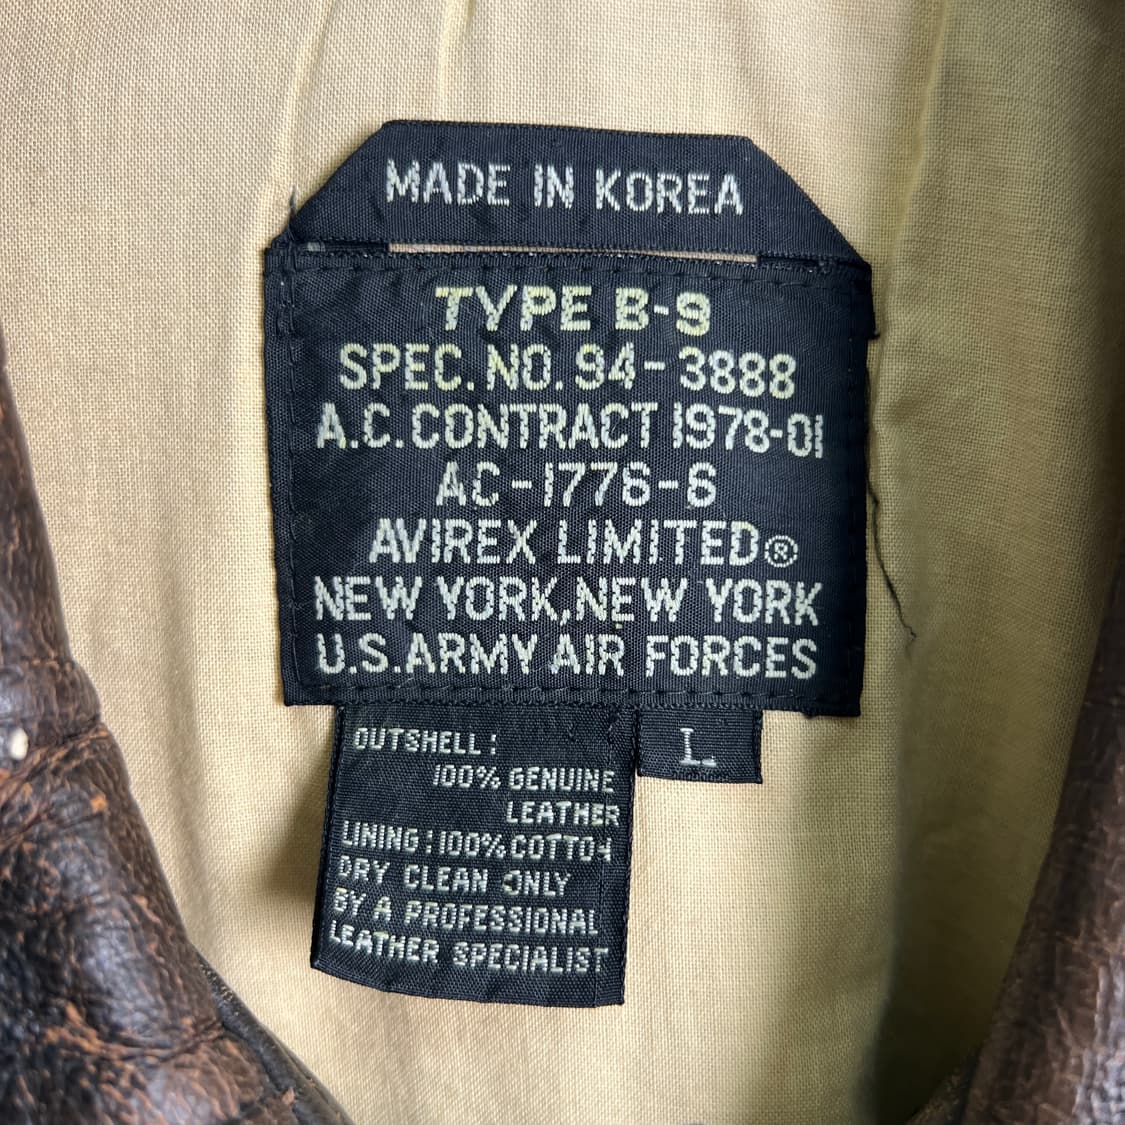 MADE IN KOREA
TYPE B-9
SPEC. NO. 94-3888
A.C. CONTRACT 1978-01
AC-1776-6
AVIREX LIMITED®
NEW YORK, NEW YORK
U.S. ARMY AIR FORCES
OUTSHELL:
100% GENUINE
LEATHER
LINING: 100% COTTON
DRY CLEAN ONLY
BY A PROFESSIONAL
LEATHER SPECIALIST
L.